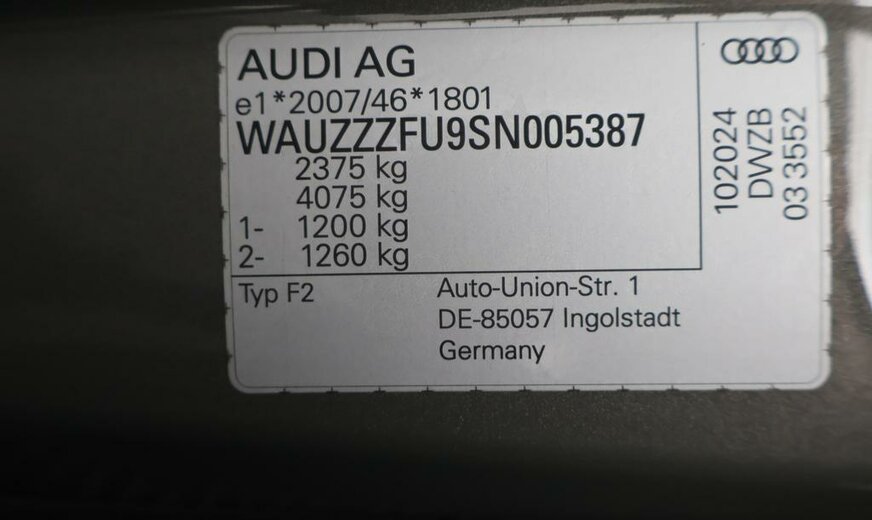 AUDI AG
e1*2007/46*1801
WAUZZZFU9SN005387
2375 kg
4075 kg
1- 1200 kg
2- 1260 kg
Typ F2
Auto-Union-Str. 1
DE-85057 Ingolstadt
Germany
102024
DWZB
03 3552